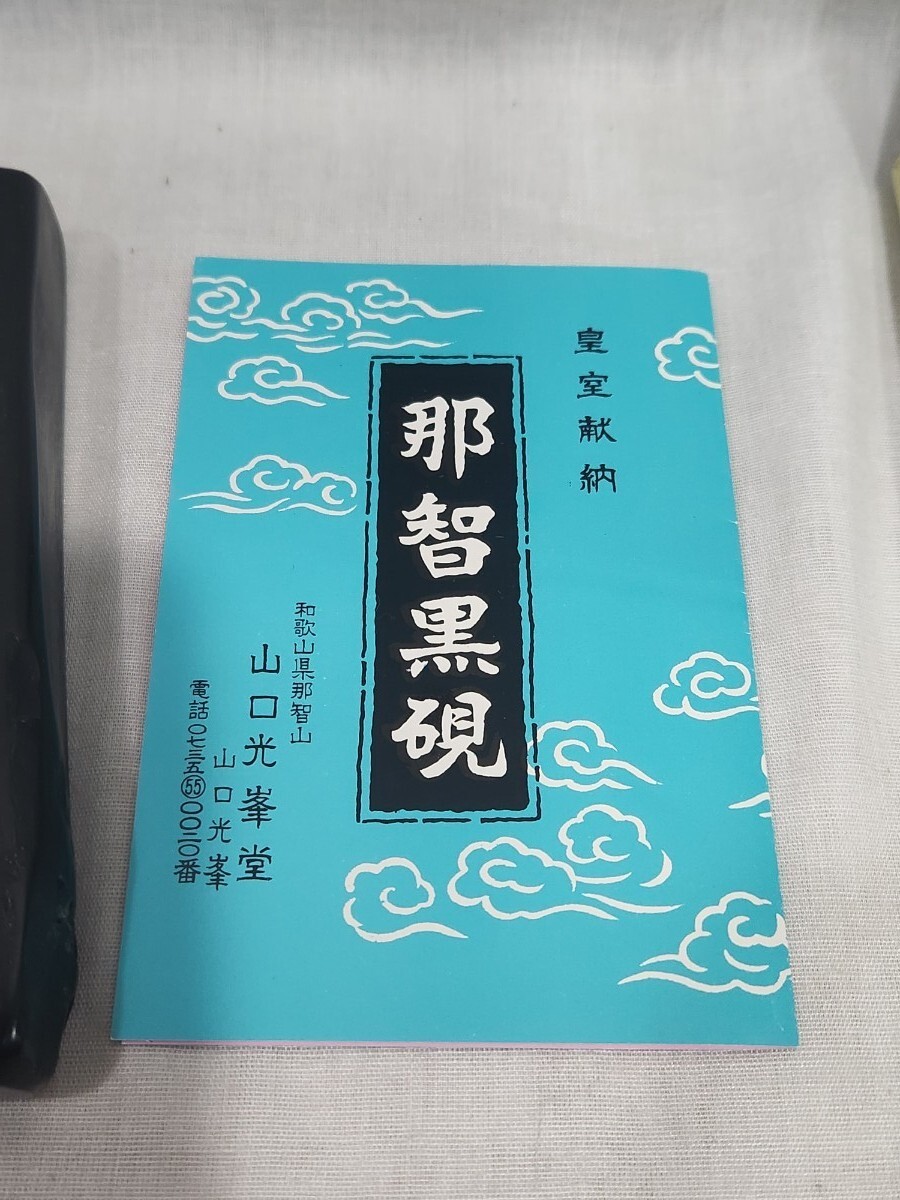 皇室献納
那智黒硯
和歌山県那智山
山口光峯堂
山口光峯
電話〇七三五㊺〇〇二〇番